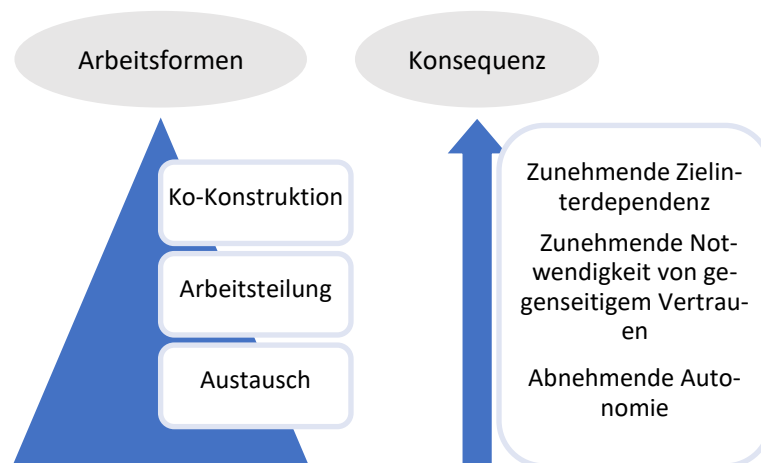 Arbeitsformen
Konsequenz
Ko-Konstruktion
Arbeitsteilung
Austausch
Zunehmende Zielin-
terdependenz
Zunehmende Not-
wendigkeit von ge-
genseitigem Vertrau-
en
Abnehmende Auto-
nomie